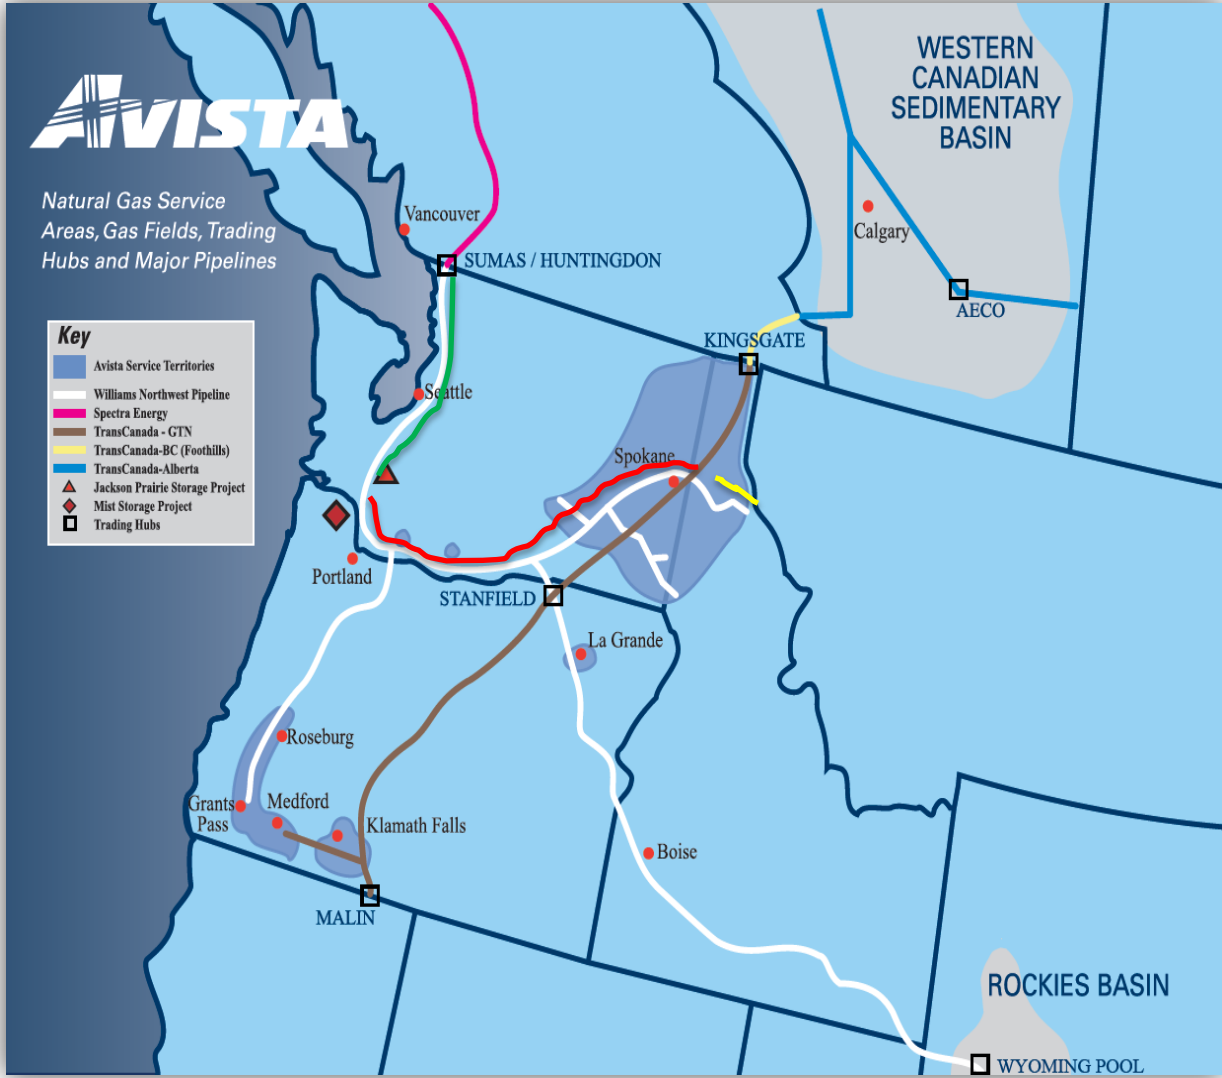 AVISTA
Natural Gas Service
Areas, Gas Fields, Trading
Hubs and Major Pipelines
WESTERN
CANADIAN
SEDIMENTARY
BASIN
Vancouver
SUMAS / HUNTINGDON
Calgary
AECO
KINGSGATE
Key
Avista Service Territories
Williams Northwest Pipeline
Spectra Energy
TransCanada - GTN
TransCanada-BC (Foothills)
TransCanada-Alberta
Jackson Prairie Storage Project
Mist Storage Project
Trading Hubs
Seattle
Spokane
Portland
STANFIELD
La Grande
Roseburg
Grants
Pass
Medford
Klamath Falls
Boise
MALIN
ROCKIES BASIN
WYOMING POOL